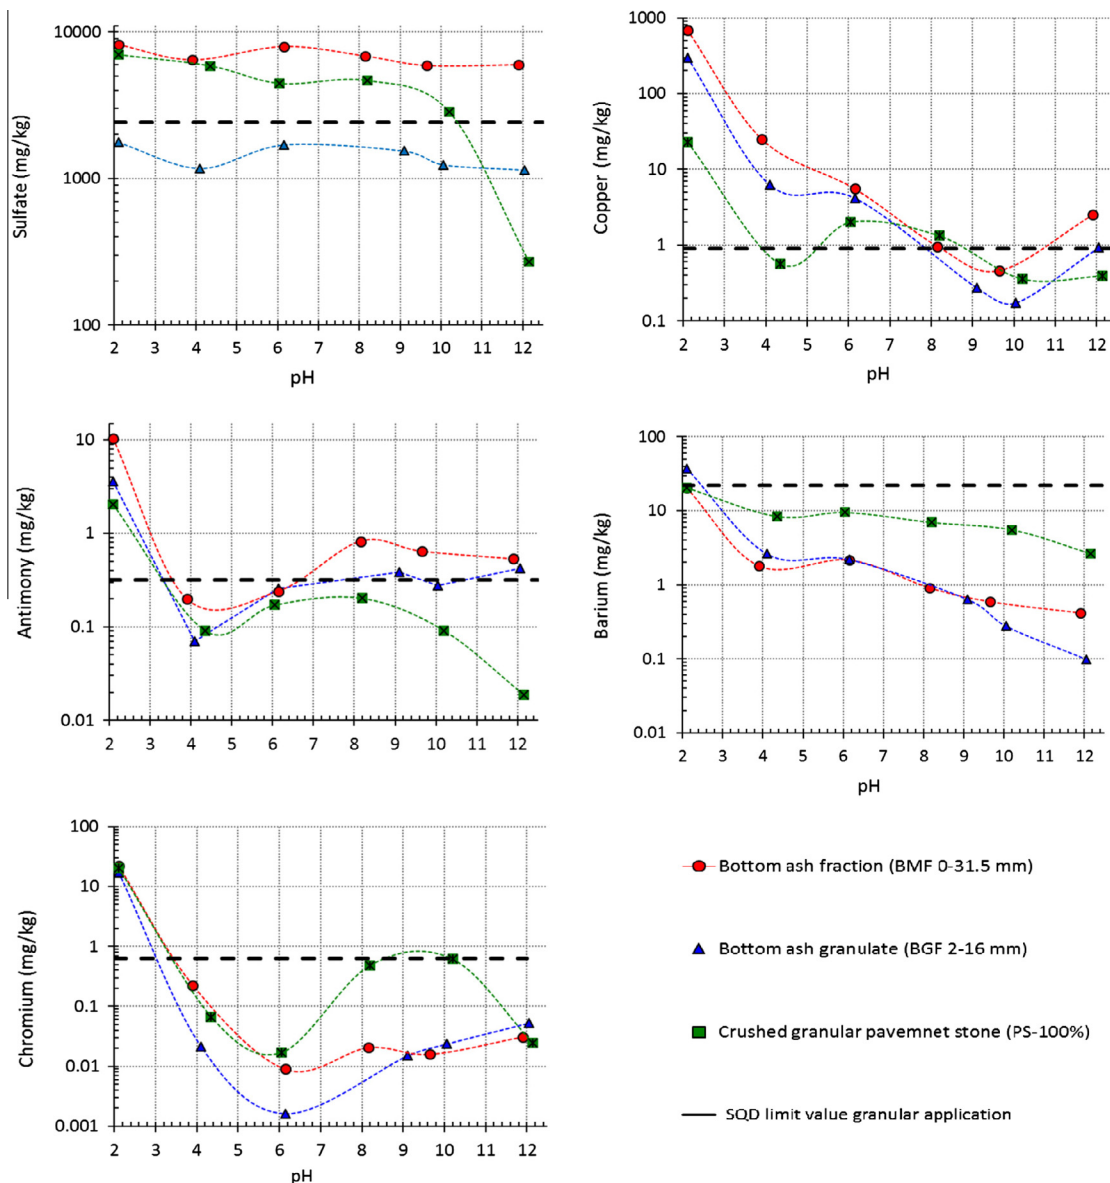 10000
1000
100
Sulfate (mg/kg)
2 3 4 5 6 7 8 9 10 11 12
pH
1000
100
10
1
0.1
Copper (mg/kg)
2 3 4 5 6 7 8 9 10 11 12
pH
10
1
0.1
0.01
Antimony (mg/kg)
2 3 4 5 6 7 8 9 10 11 12
100
10
1
0.1
0.01
Barium (mg/kg)
2 3 4 5 6 7 8 9 10 11 12
pH
100
10
1
0.1
0.01
0.001
Chromium (mg/kg)
2 3 4 5 6 7 8 9 10 11 12
pH
Bottom ash fraction (BMF 0-31.5 mm)
Bottom ash granulate (BGF 2-16 mm)
Crushed granular pavemnet stone (PS-100%)
SQD limit value granular application